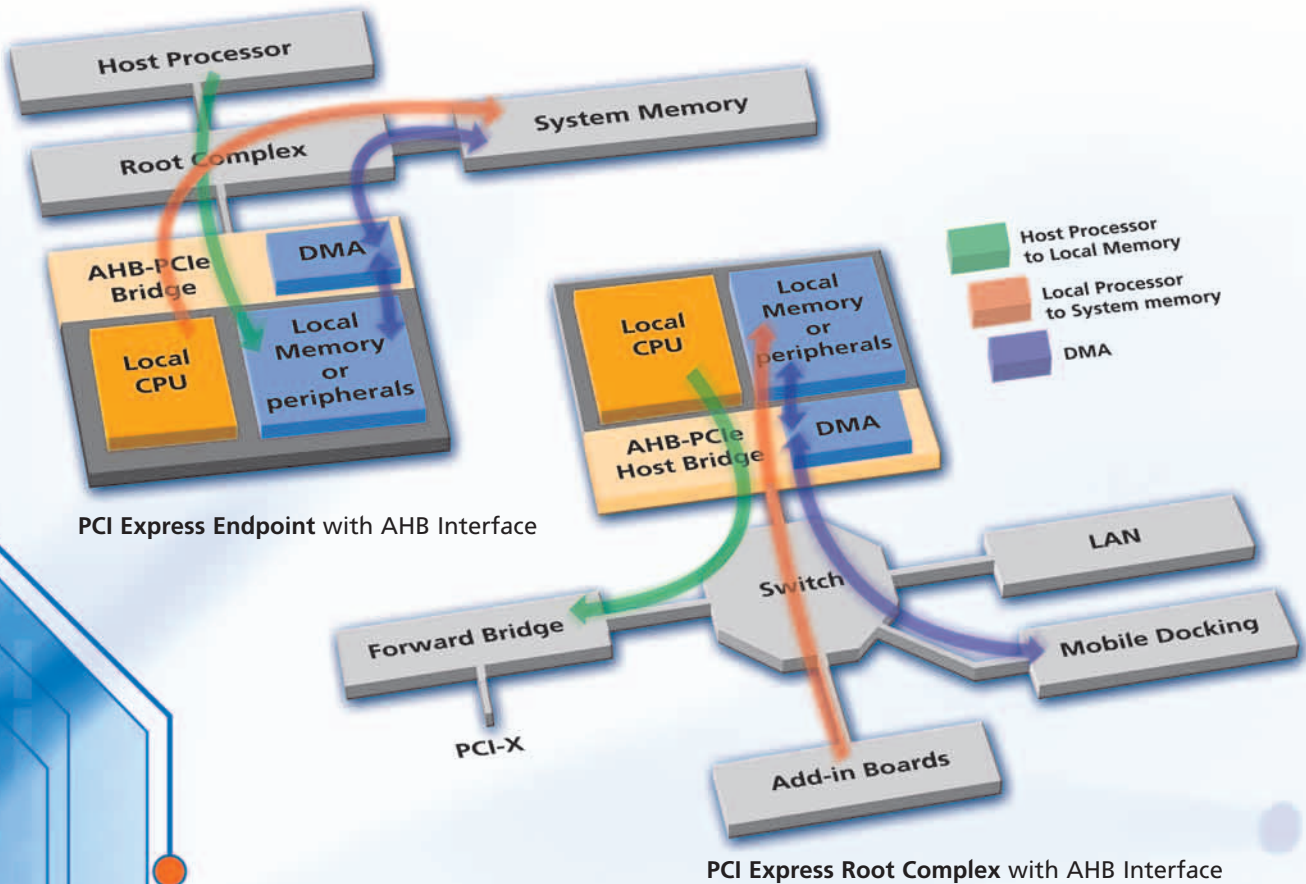 Host Processor
System Memory
Root Complex
AHB-PCIe
Bridge
DMA
Local
CPU
Local
Memory
or
peripherals
PCI Express Endpoint with AHB Interface
Host Processor
to Local Memory
Local Processor
to System memory
DMA
Local
CPU
Local
Memory
or
peripherals
AHB-PCIe
Host Bridge
DMA
Switch
LAN
Mobile Docking
Forward Bridge
PCI-X
Add-in Boards
PCI Express Root Complex with AHB Interface